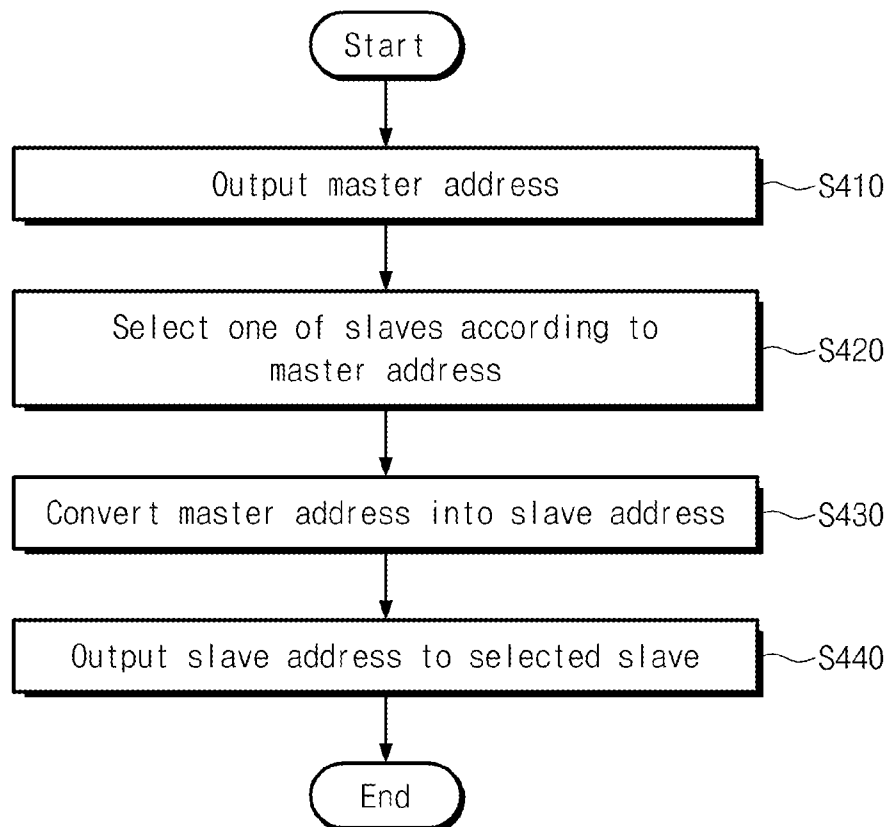 Start
Output master address
S410
Select one of slaves according to
master address
S420
Convert master address into slave address
S430
Output slave address to selected slave
S440
End